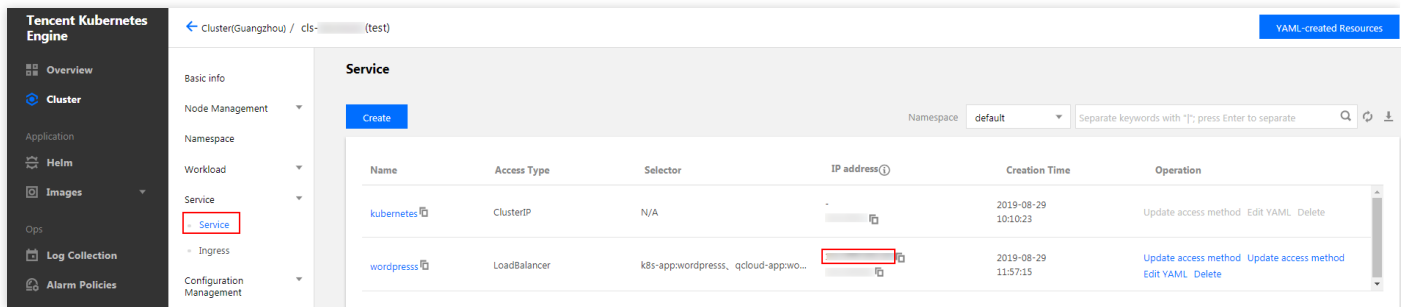 Tencent Kubernetes
Engine
Overview
Cluster
Application
Helm
Images
Ops
Log Collection
Alarm Policies
Cluster(Guangzhou) / cls- (test)
YAML-created Resources
Basic info
Node Management
Namespace
Workload
Service
Service
Ingress
Configuration
Management
Service
Create
Namespace default Separate keywords with "|"; press Enter to separate
Name Access Type Selector IP address Creation Time Operation
kubernetes ClusterIP N/A - 2019-08-29
10:10:23
Update access method Edit YAML Delete
wordpresss LoadBalancer k8s-app:wordpresss、qcloud-app:wo... 2019-08-29
11:57:15
Update access method Update access method
Edit YAML Delete